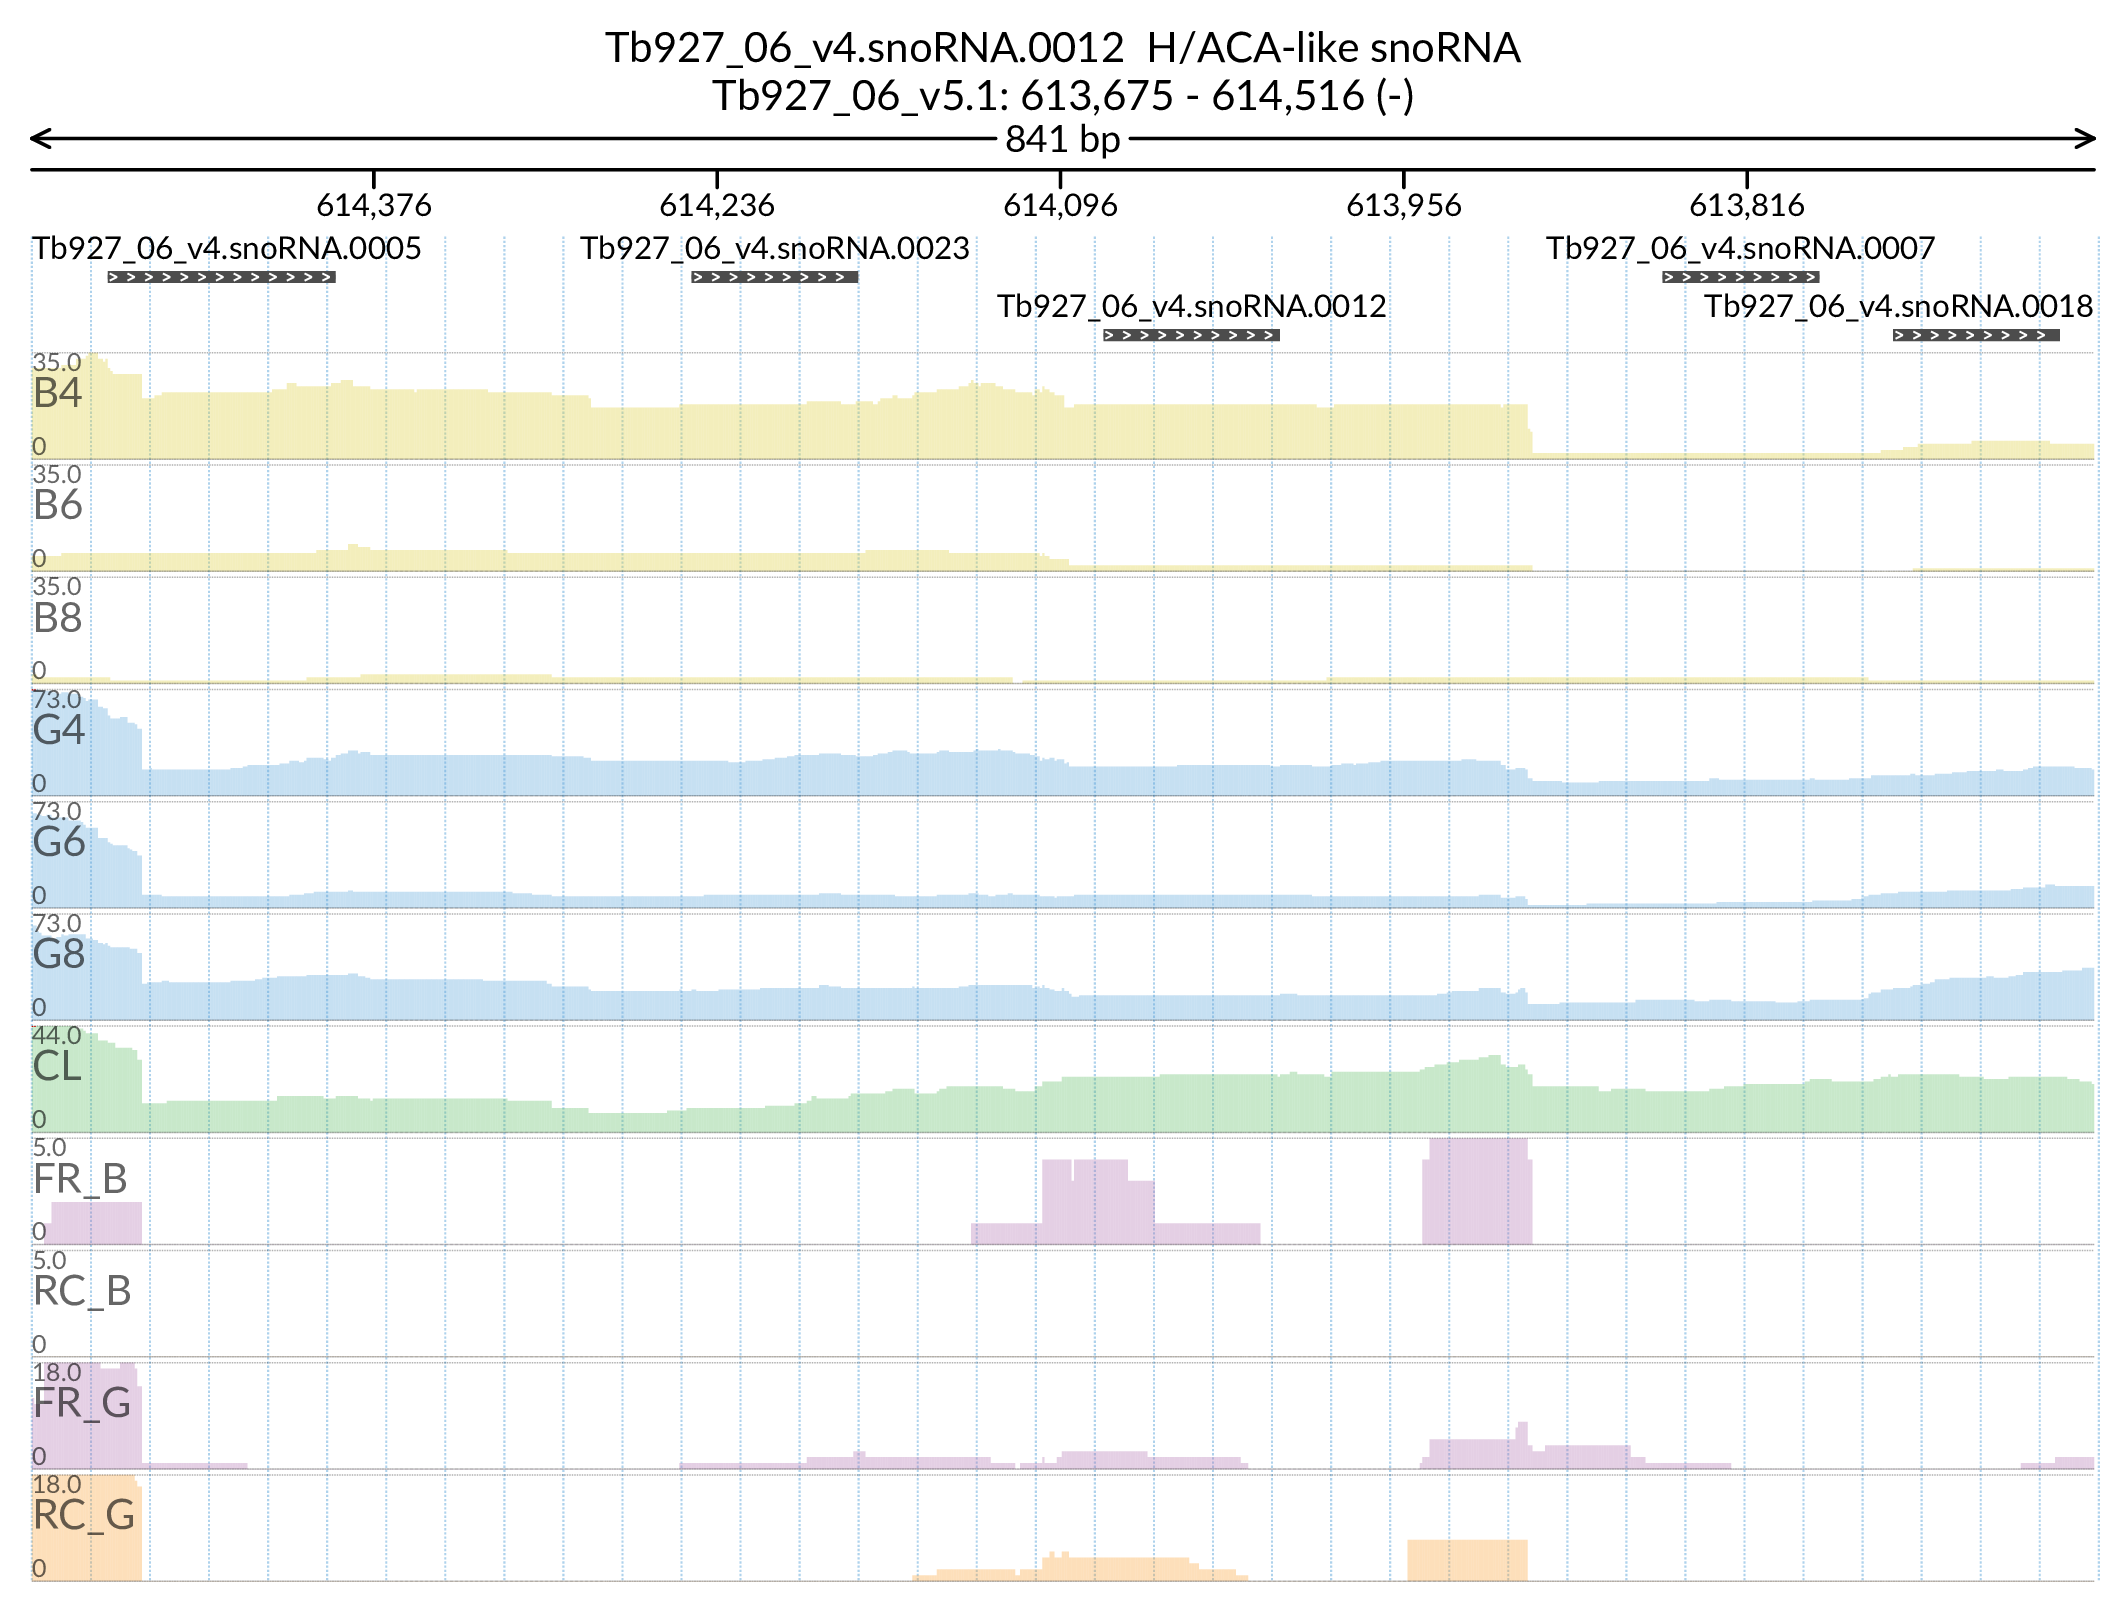 Tb927_06_v4.snoRNA.0012  H/ACA-like snoRNA
Tb927_06_v5.1: 613,675 - 614,516 (-)
841 bp
614,376 614,236 614,096 613,956 613,816
Tb927_06_v4.snoRNA.0005 Tb927_06_v4.snoRNA.0023 Tb927_06_v4.snoRNA.0007
Tb927_06_v4.snoRNA.0012 Tb927_06_v4.snoRNA.0018
35.0
B4
0
35.0
B6
0
35.0
B8
0
73.0
G4
0
73.0
G6
0
73.0
G8
0
44.0
CL
0
5.0
FR_B
0
5.0
RC_B
0
18.0
FR_G
0
18.0
RC_G
0